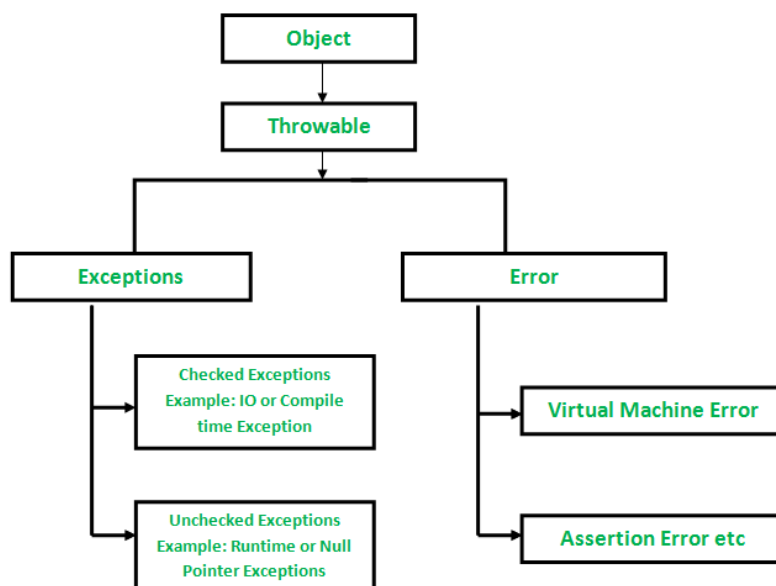 Object
Throwable
Exceptions
Error
Checked Exceptions
Example: IO or Compile
time Exception
Virtual Machine Error
Unchecked Exceptions
Example: Runtime or Null
Pointer Exceptions
Assertion Error etc